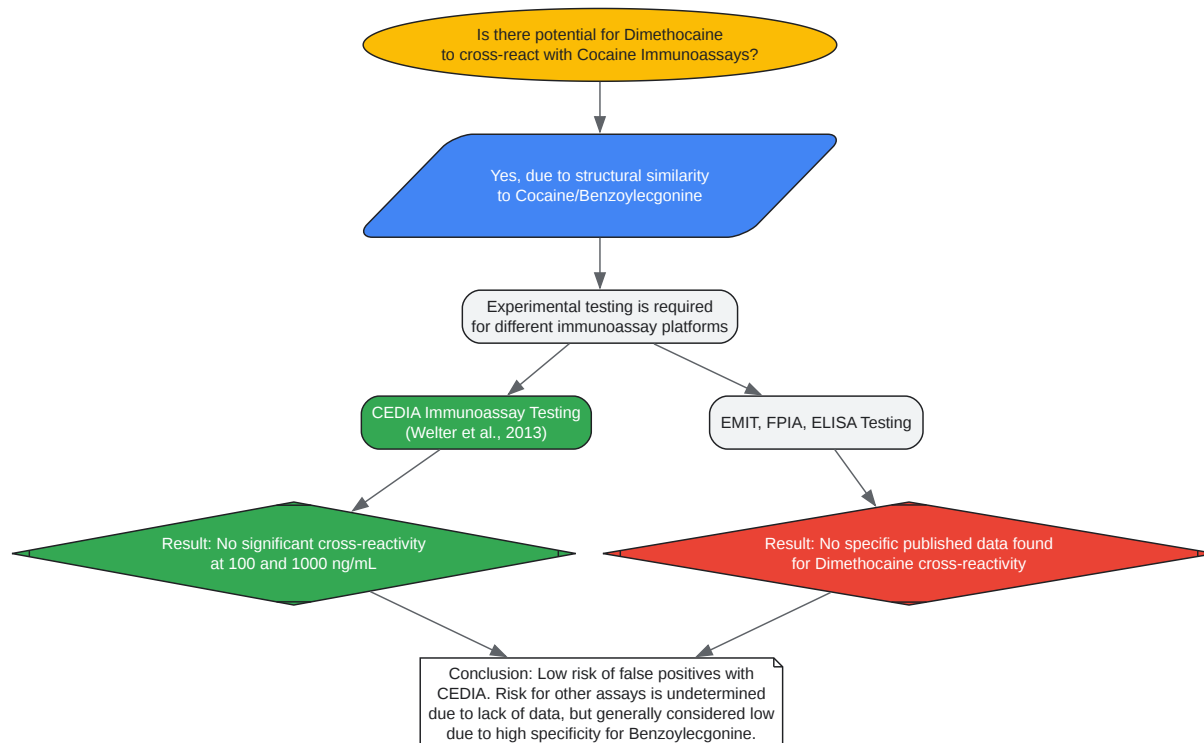 Is there potential for Dimethocaine
to cross-react with Cocaine Immunoassays?
Yes, due to structural similarity
to Cocaine/Benzoylecgonine
Experimental testing is required
for different immunoassay platforms
CEDIA Immunoassay Testing
(Welter et al., 2013)
EMIT, FPIA, ELISA Testing
Result: No significant cross-reactivity
at 100 and 1000 ng/mL
Result: No specific published data found
for Dimethocaine cross-reactivity
Conclusion: Low risk of false positives with
CEDIA. Risk for other assays is undetermined
due to lack of data, but generally considered low
due to high specificity for Benzoylecgonine.